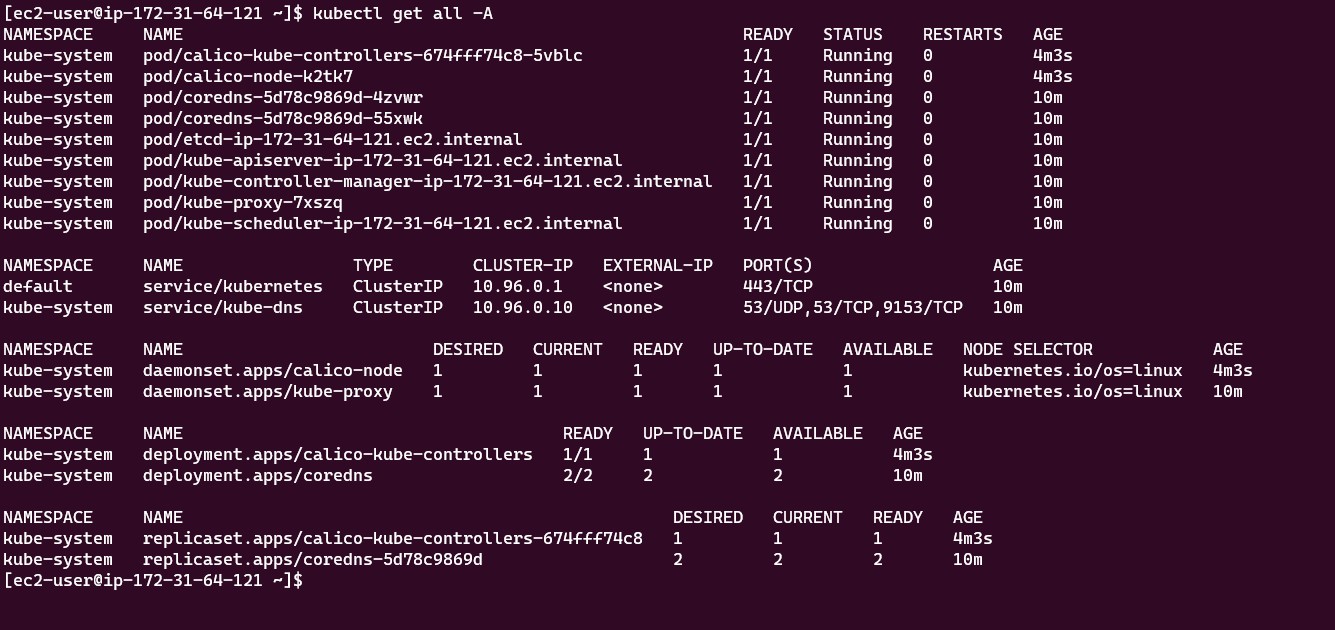 [ec2-user@ip-172-31-64-121 ~]$ kubectl get all -A
NAMESPACE     NAME                                                        READY   STATUS    RESTARTS   AGE
kube-system   pod/calico-kube-controllers-674fff74c8-5vblc                1/1     Running   0          4m3s
kube-system   pod/calico-node-k2tk7                                       1/1     Running   0          4m3s
kube-system   pod/coredns-5d78c9869d-4zvwr                                1/1     Running   0          10m
kube-system   pod/coredns-5d78c9869d-55xwk                                1/1     Running   0          10m
kube-system   pod/etcd-ip-172-31-64-121.ec2.internal                      1/1     Running   0          10m
kube-system   pod/kube-apiserver-ip-172-31-64-121.ec2.internal            1/1     Running   0          10m
kube-system   pod/kube-controller-manager-ip-172-31-64-121.ec2.internal   1/1     Running   0          10m
kube-system   pod/kube-proxy-7xszq                                        1/1     Running   0          10m
kube-system   pod/kube-scheduler-ip-172-31-64-121.ec2.internal            1/1     Running   0          10m

NAMESPACE     NAME                 TYPE        CLUSTER-IP   EXTERNAL-IP   PORT(S)                  AGE
default       service/kubernetes   ClusterIP   10.96.0.1    <none>        443/TCP                  10m
kube-system   service/kube-dns     ClusterIP   10.96.0.10   <none>        53/UDP,53/TCP,9153/TCP   10m

NAMESPACE     NAME                         DESIRED   CURRENT   READY   UP-TO-DATE   AVAILABLE   NODE SELECTOR            AGE
kube-system   daemonset.apps/calico-node   1         1         1       1            1           kubernetes.io/os=linux   4m3s
kube-system   daemonset.apps/kube-proxy    1         1         1       1            1           kubernetes.io/os=linux   10m

NAMESPACE     NAME                                      READY   UP-TO-DATE   AVAILABLE   AGE
kube-system   deployment.apps/calico-kube-controllers   1/1     1            1           4m3s
kube-system   deployment.apps/coredns                   2/2     2            2           10m

NAMESPACE     NAME                                                 DESIRED   CURRENT   READY   AGE
kube-system   replicaset.apps/calico-kube-controllers-674fff74c8   1         1         1       4m3s
kube-system   replicaset.apps/coredns-5d78c9869d                   2         2         2       10m
[ec2-user@ip-172-31-64-121 ~]$